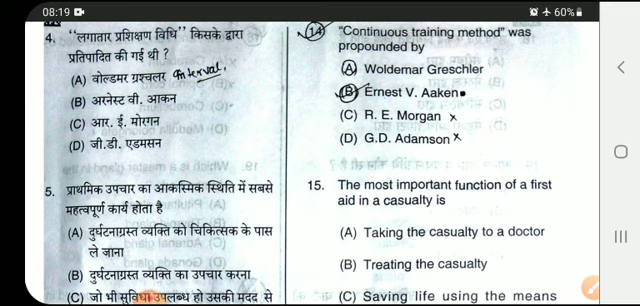 08:19
60%
4. "लगातार प्रशिक्षण विधि" किसके द्वारा
प्रतिपादित की गई थी ?
(A) वोल्डमर ग्रश्चलर Interval.
(B) अरनेस्ट वी. आकन
(C) आर. ई. मोरगन
(D) जी.डी. एडमसन
5. प्राथमिक उपचार का आकस्मिक स्थिति में सबसे
महत्वपूर्ण कार्य होता है
(A) दुर्घटनाग्रस्त व्यक्ति को चिकित्सक के पास
ले जाना
(B) दुर्घटनाग्रस्त व्यक्ति का उपचार करना
(C) जो भी सुविधा उपलब्ध हो उसकी मदद से
14. "Continuous training method" was
propounded by
(A) Woldemar Greschler
(B) Ernest V. Aaken
(C) R. E. Morgan x
(D) G.D. Adamson x
15. The most important function of a first
aid in a casualty is
(A) Taking the casualty to a doctor
(B) Treating the casualty
(C) Saving life using the means